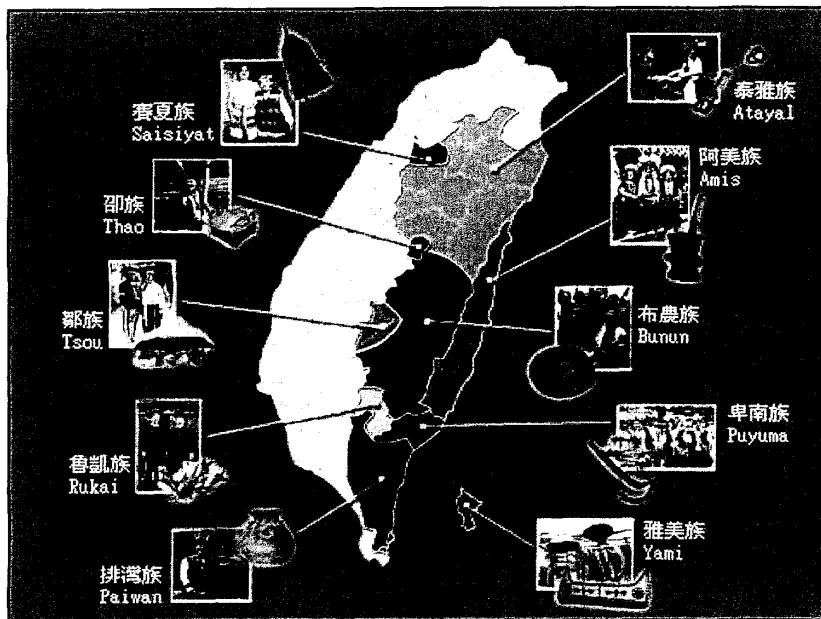 賽夏族
Saisiyat
邵族
Thao
鄒族
Tsou
魯凱族
Rukai
排灣族
Paiwan
泰雅族
Atayal
阿美族
Amis
布農族
Bunun
卑南族
Puyuma
雅美族
Yami